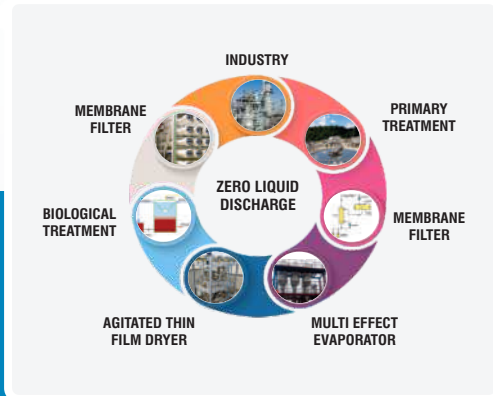 INDUSTRY
PRIMARY
TREATMENT
MEMBRANE
FILTER
MULTI EFFECT
EVAPORATOR
AGITATED THIN
FILM DRYER
BIOLOGICAL
TREATMENT
MEMBRANE
FILTER
ZERO LIQUID
DISCHARGE